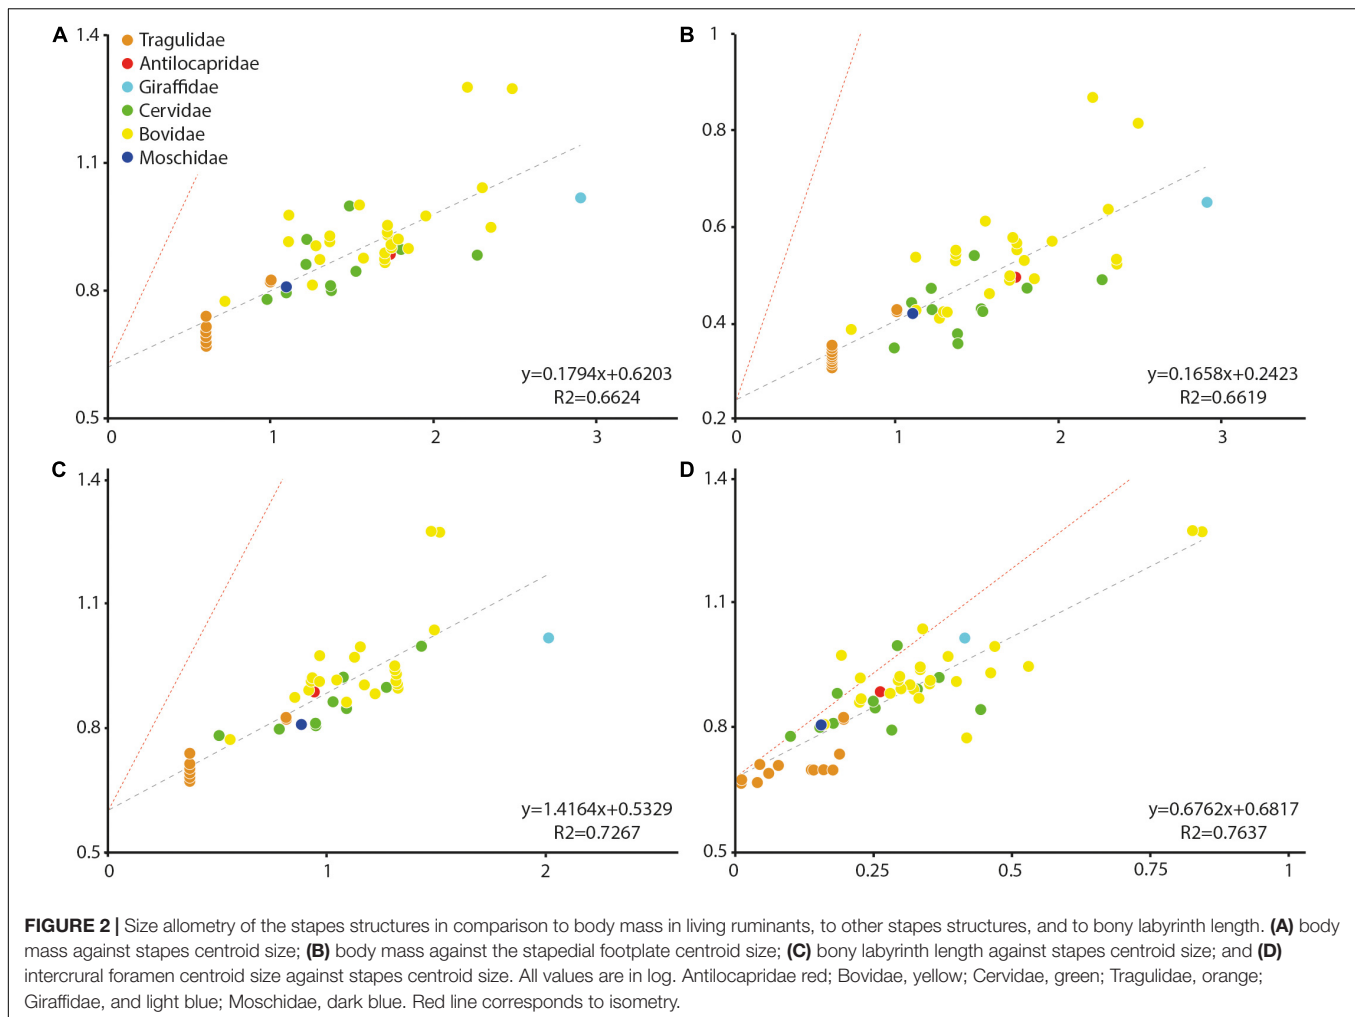 A
1.4
1.1
0.8
0.5
0
1
2
3
Tragulidae
Antilocapridae
Giraffidae
Cervidae
Bovidae
Moschidae
y=0.1794x+0.6203
R2=0.6624
B
1
0.8
0.6
0.4
0.2
0
1
2
3
y=0.1658x+0.2423
R2=0.6619
C
1.4
1.1
0.8
0.5
0
1
2
y=1.4164x+0.5329
R2=0.7267
D
1.4
1.1
0.8
0.5
0
0.25
0.5
0.75
1
y=0.6762x+0.6817
R2=0.7637
FIGURE 2 | Size allometry of the stapes structures in comparison to body mass in living ruminants, to other stapes structures, and to bony labyrinth length. (A) body
mass against stapes centroid size; (B) body mass against the stapedial footplate centroid size; (C) bony labyrinth length against stapes centroid size; and (D)
intercrural foramen centroid size against stapes centroid size. All values are in log. Antilocapridae red; Bovidae, yellow; Cervidae, green; Tragulidae, orange;
Giraffidae, and light blue; Moschidae, dark blue. Red line corresponds to isometry.